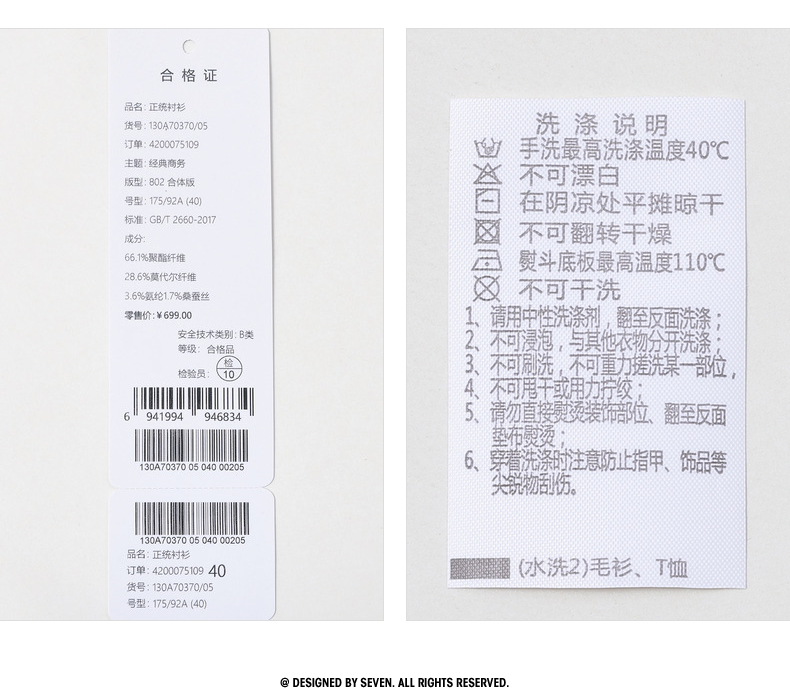 合格证
品名: 正统衬衫
货号: 130A70370/05
订单: 4200075109
主题: 经典商务
版型: B02 合体版
号型: 175/92A (40)
标准: GB/T 2660-2017
成分:
66.1%聚酯纤维
28.6%莫代尔纤维
3.6%氨纶1.7%桑蚕丝
零售价: ¥ 699.00
安全技术类别: B类
等级: 合格品
检验员: 检 10
6 941994 946834
130A70370 05 040 00205
130A70370 05 040 00205
品名: 正统衬衫
订单: 4200075109 40
货号: 130A70370/05
号型: 175/92A (40)
洗涤说明
手洗最高洗涤温度40℃
不可漂白
在阴凉处平摊晾干
不可翻转干燥
熨斗底板最高温度110℃
不可干洗
1、请用中性洗涤剂，翻至反面洗涤；
2、不可浸泡，与其他衣物分开洗涤；
3、不可刷洗，不可重力搓洗某一部位，
4、不可甩干或用力拧绞；
5、请勿直接熨烫装饰部位、翻至反面
垫布熨烫；
6、穿着洗涤时注意防止指甲、饰品等
尖锐物刮伤。
(水洗2)毛衫、T恤
@ DESIGNED BY SEVEN. ALL RIGHTS RESERVED.